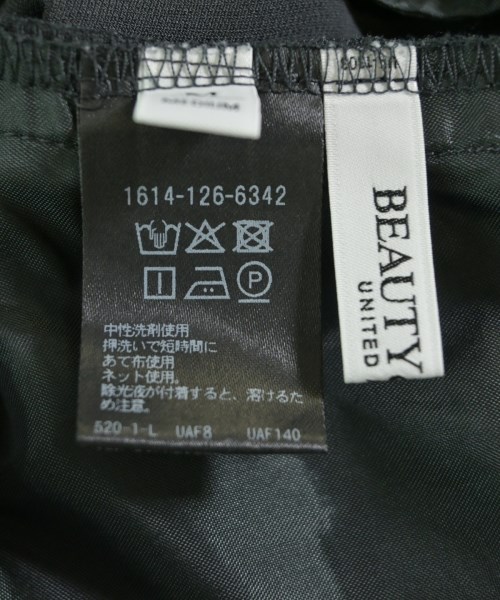 1614-126-6342
P
中性洗剤使用
押洗いで短時間に
あて布使用
ネット使用。
除光液が付着すると、溶けるた
め注意。
520-1-L UAF8 UAF140
BEAUTY
UNITED